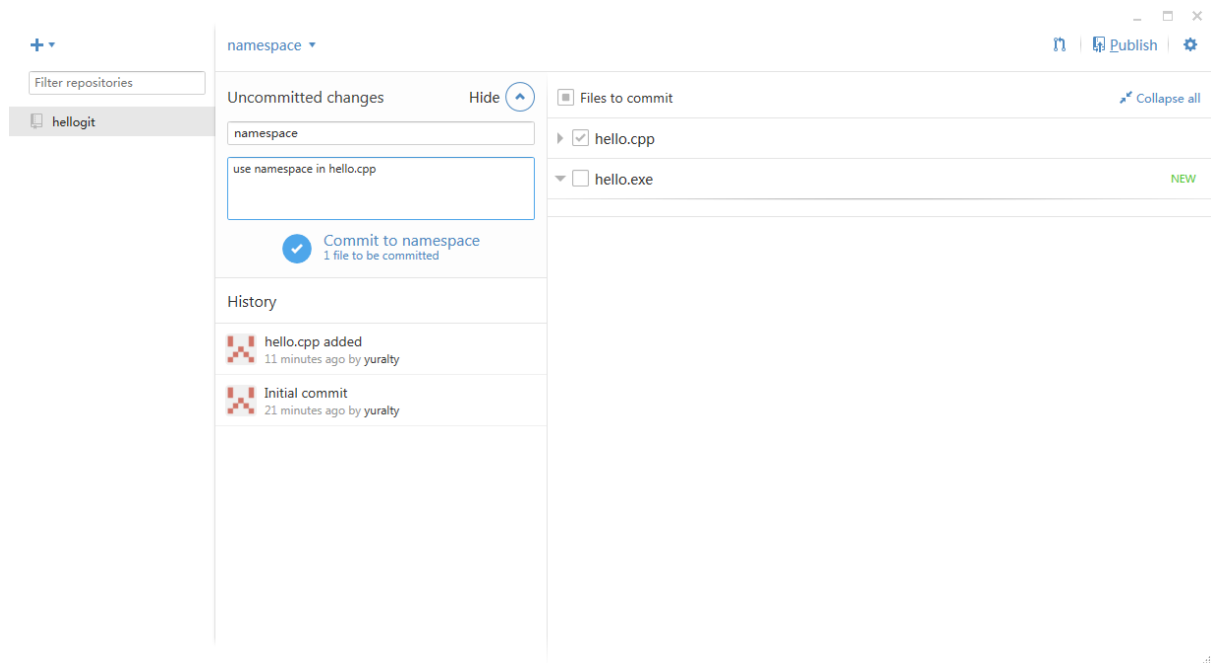 namespace
Publish
Filter repositories
hellogit
Uncommitted changes
Hide
namespace
use namespace in hello.cpp
Commit to namespace
1 file to be committed
History
hello.cpp added
11 minutes ago by yuralty
Initial commit
21 minutes ago by yuralty
Files to commit
Collapse all
hello.cpp
hello.exe
NEW